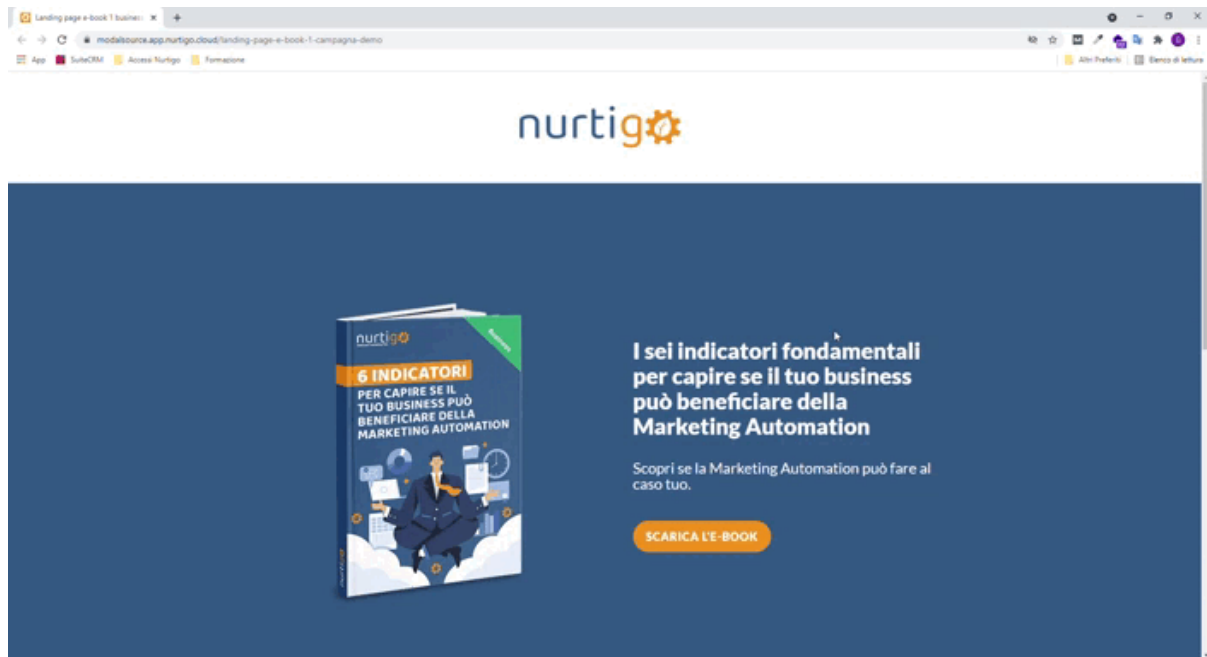 Landing page e-book 1 busines
modalsource.app.nurtigo.cloud/landing-page-e-book-1-campagna-demo
App SuiteCRM Accessi Nurtigo Formazione Altri Preferiti Elenco di lettura
nurtigo
nurtigo
Business
6 INDICATORI
PER CAPIRE SE IL
TUO BUSINESS PUÒ
BENEFICIARE DELLA
MARKETING AUTOMATION
nurtigo
I sei indicatori fondamentali
per capire se il tuo business
può beneficiare della
Marketing Automation
Scopri se la Marketing Automation può fare al
caso tuo.
SCARICA L'E-BOOK